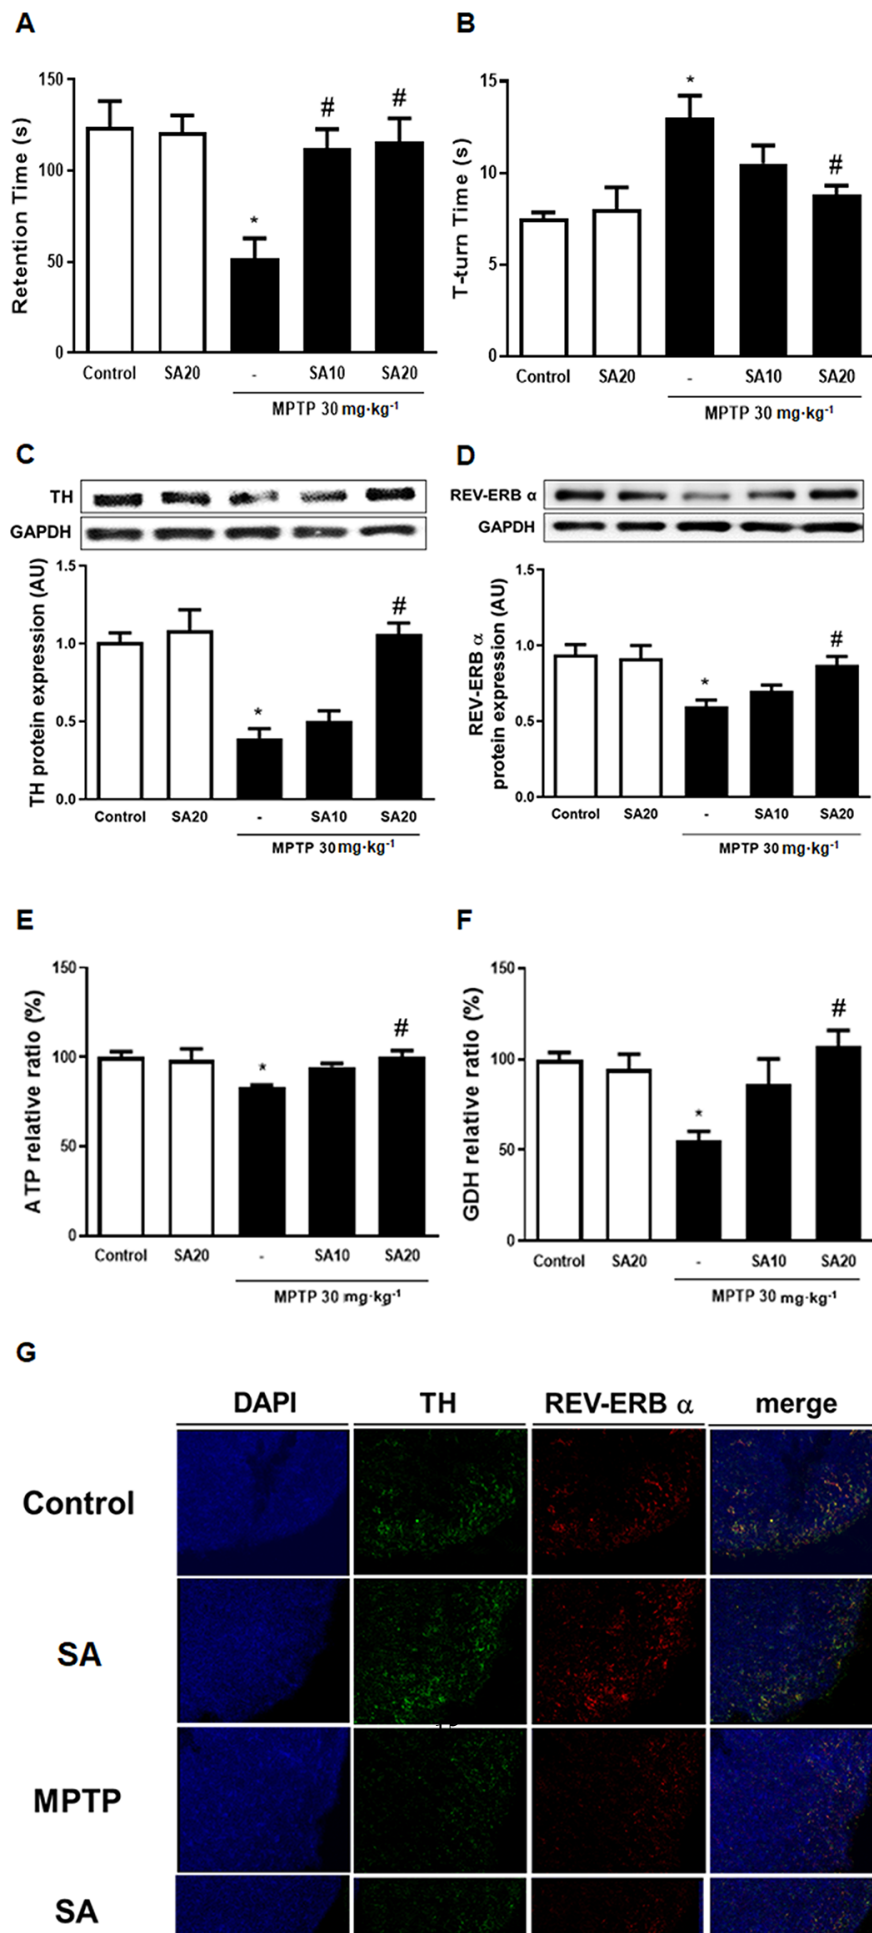 A
B
Retention Time (s)
150
100
50
0
*
#
#
Control SA20 - SA10 SA20
MPTP 30 mg·kg-1
T-turn Time (s)
15
10
5
0
*
#
Control SA20 - SA10 SA20
MPTP 30 mg·kg-1
C
D
TH
GAPDH
TH protein expression (AU)
1.5
1.0
0.5
0.0
*
#
Control SA20 - SA10 SA20
MPTP 30 mg·kg-1
REV-ERB α
GAPDH
REV-ERB α
protein expression (AU)
1.5
1.0
0.5
0.0
*
#
Control SA20 - SA10 SA20
MPTP 30 mg·kg-1
E
F
ATP relative ratio (%)
150
100
50
0
*
#
Control SA20 - SA10 SA20
MPTP 30 mg·kg-1
GDH relative ratio (%)
150
100
50
0
*
#
Control SA20 - SA10 SA20
MPTP 30 mg·kg-1
G
DAPI TH REV-ERB α merge
Control
SA
MPTP
SA